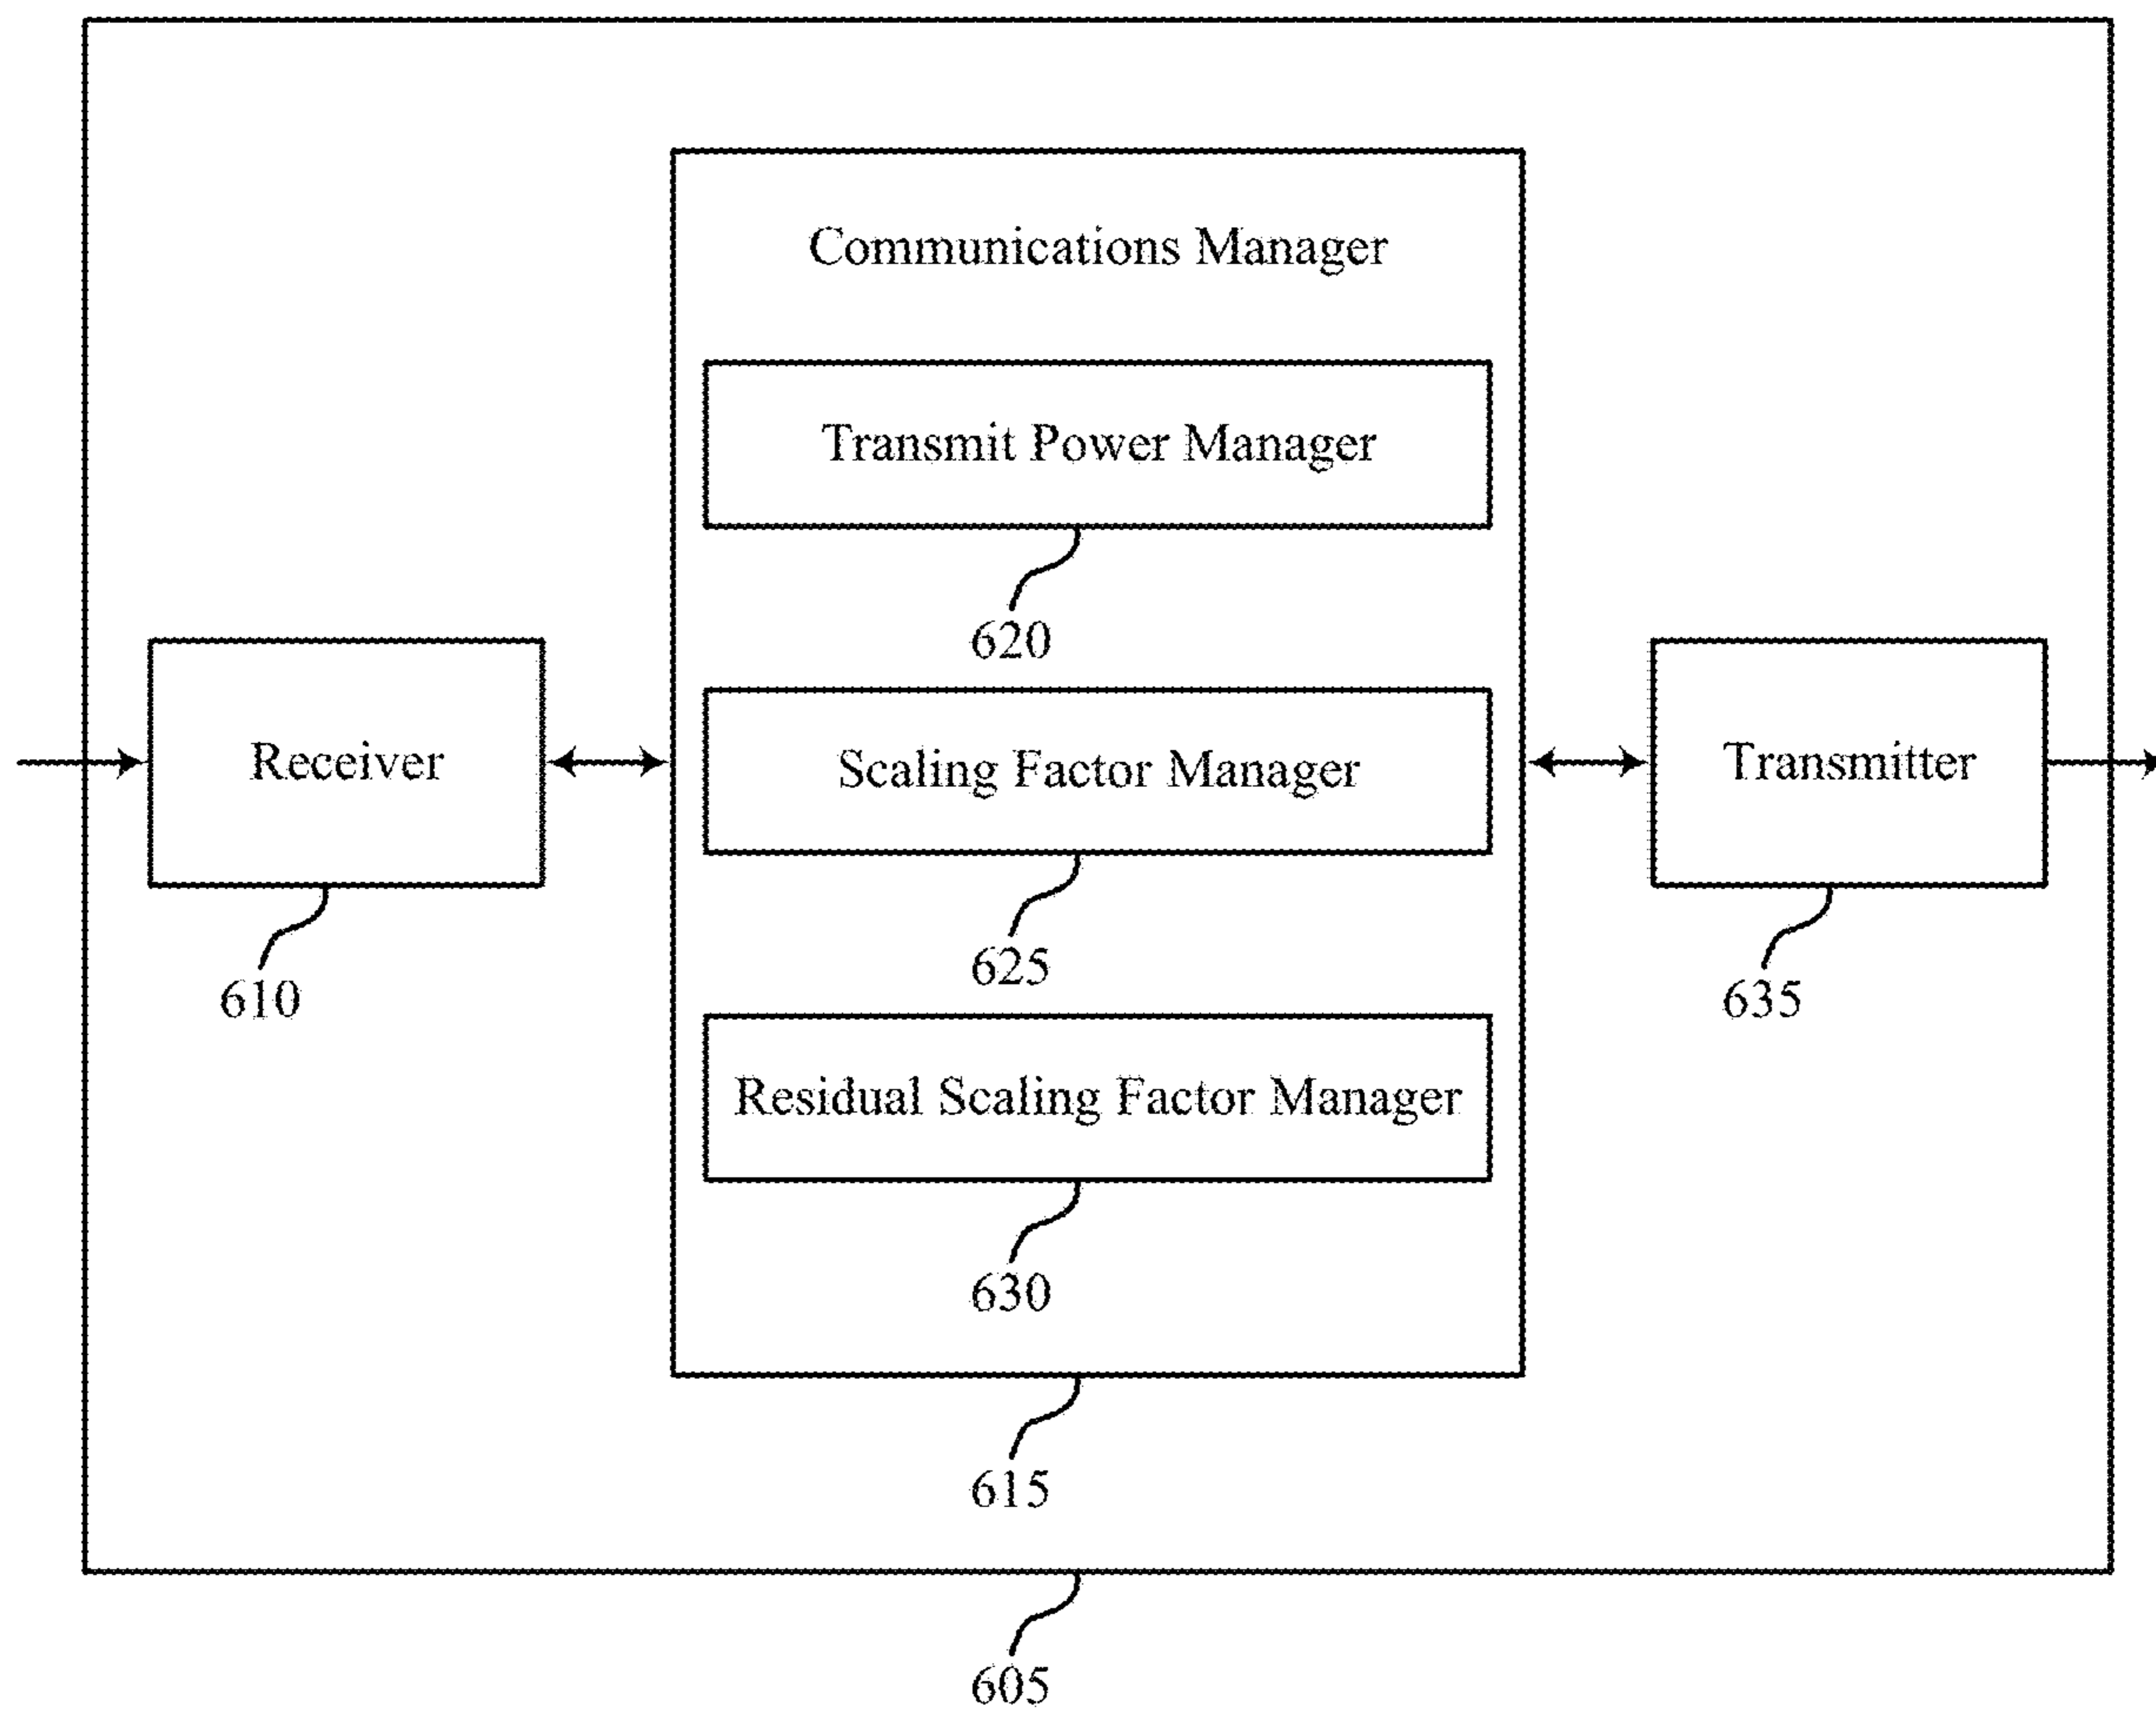 Communications Manager
Transmit Power Manager
620
Receiver
Scaling Factor Manager
Transmitter
625
610
635
Residual Scaling Factor Manager
630
615
605